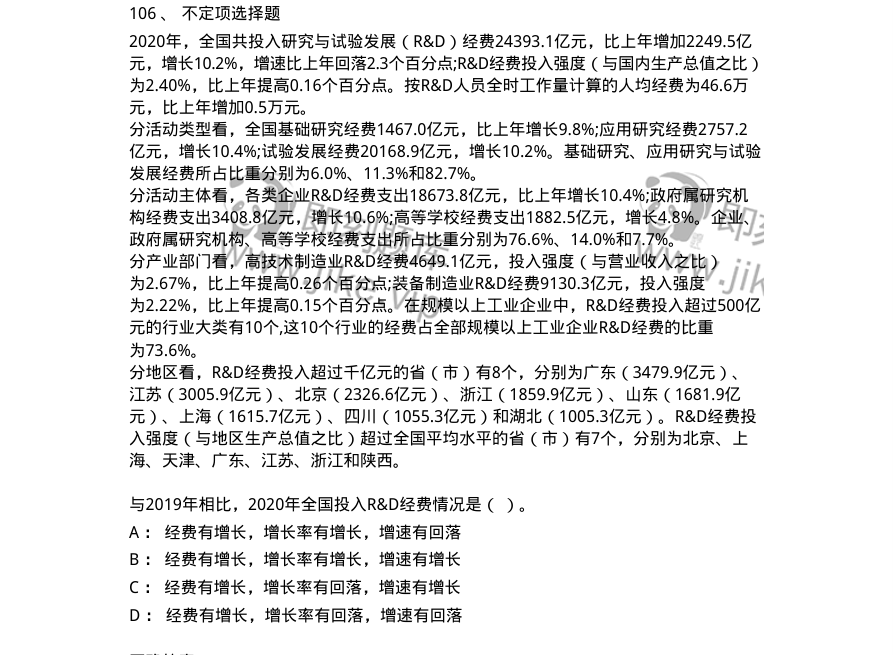 106 、 不定项选择题
2020年，全国共投入研究与试验发展（R&D）经费24393.1亿元，比上年增加2249.5亿
元，增长10.2%，增速比上年回落2.3个百分点;R&D经费投入强度（与国内生产总值之比）
为2.40%，比上年提高0.16个百分点。按R&D人员全时工作量计算的人均经费为46.6万
元，比上年增加0.5万元。
分活动类型看，全国基础研究经费1467.0亿元，比上年增长9.8%;应用研究经费2757.2
亿元，增长10.4%;试验发展经费20168.9亿元，增长10.2%。基础研究、应用研究与试验
发展经费所占比重分别为6.0%、11.3%和82.7%。
分活动主体看，各类企业R&D经费支出18673.8亿元，比上年增长10.4%;政府属研究机
构经费支出3408.8亿元，增长10.6%;高等学校经费支出1882.5亿元，增长4.8%。企业、
政府属研究机构、高等学校经费支出所占比重分别为76.6%、14.0%和7.7%。
分产业部门看，高技术制造业R&D经费4649.1亿元，投入强度（与营业收入之比）
为2.67%，比上年提高0.26个百分点;装备制造业R&D经费9130.3亿元，投入强度
为2.22%，比上年提高0.15个百分点。在规模以上工业企业中，R&D经费投入超过500亿
元的行业大类有10个,这10个行业的经费占全部规模以上工业企业R&D经费的比重
为73.6%。
分地区看，R&D经费投入超过千亿元的省（市）有8个，分别为广东（3479.9亿元）、
江苏（3005.9亿元）、北京（2326.6亿元）、浙江（1859.9亿元）、山东（1681.9亿
元）、上海（1615.7亿元）、四川（1055.3亿元）和湖北（1005.3亿元）。R&D经费投
入强度（与地区生产总值之比）超过全国平均水平的省（市）有7个，分别为北京、上
海、天津、广东、江苏、浙江和陕西。
与2019年相比，2020年全国投入R&D经费情况是（ ）。
A ： 经费有增长，增长率有增长，增速有回落
B ： 经费有增长，增长率有增长，增速有增长
C ： 经费有增长，增长率有回落，增速有增长
D ： 经费有增长，增长率有回落，增速有回落